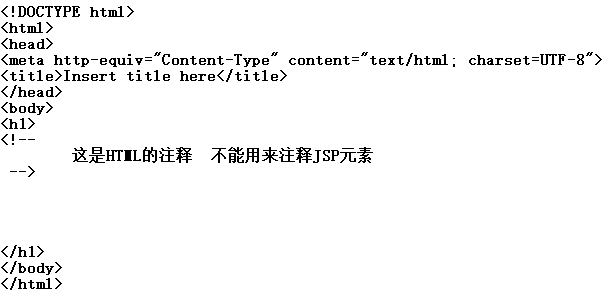 <!DOCTYPE html>
<html>
<head>
<meta http-equiv="Content-Type" content="text/html; charset=UTF-8">
<title>Insert title here</title>
</head>
<body>
<h1>
<!--
这是HTML的注释  不能用来注释JSP元素
-->
</h1>
</body>
</html>